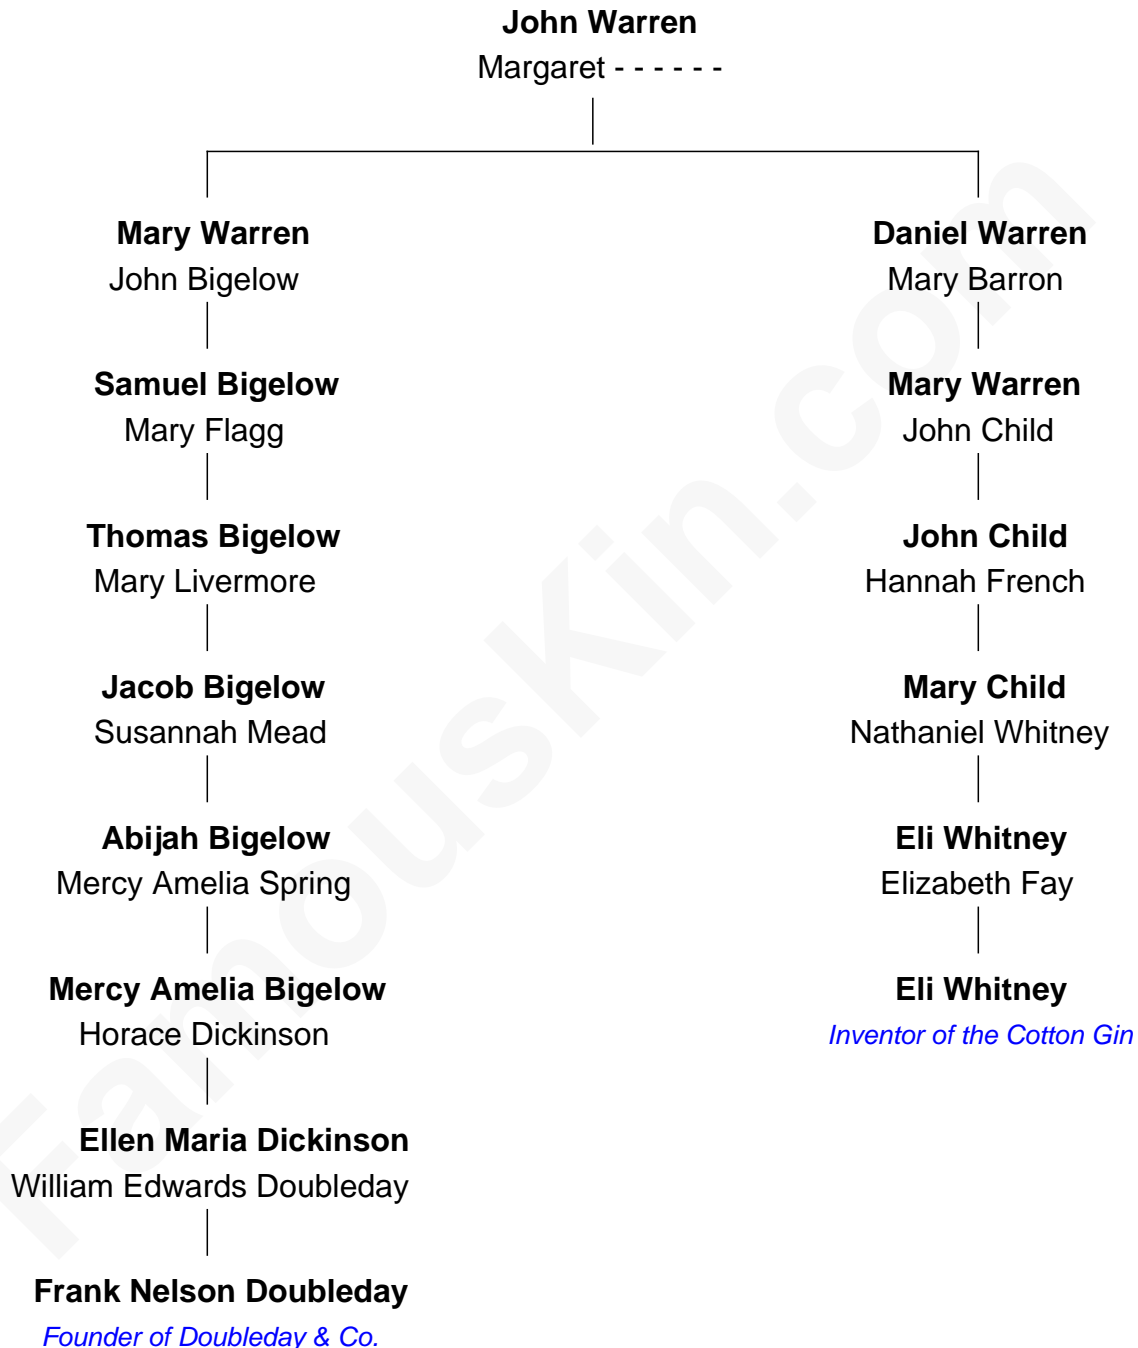 John Warren
Margaret - - - - - -
Mary Warren
John Bigelow
Daniel Warren
Mary Barron
Samuel Bigelow
Mary Flagg
Mary Warren
John Child
Thomas Bigelow
Mary Livermore
John Child
Hannah French
Jacob Bigelow
Susannah Mead
Mary Child
Nathaniel Whitney
Abijah Bigelow
Mercy Amelia Spring
Eli Whitney
Elizabeth Fay
Mercy Amelia Bigelow
Horace Dickinson
Eli Whitney
Inventor of the Cotton Gin
Ellen Maria Dickinson
William Edwards Doubleday
Frank Nelson Doubleday
Founder of Doubleday & Co.
FamousKin.com